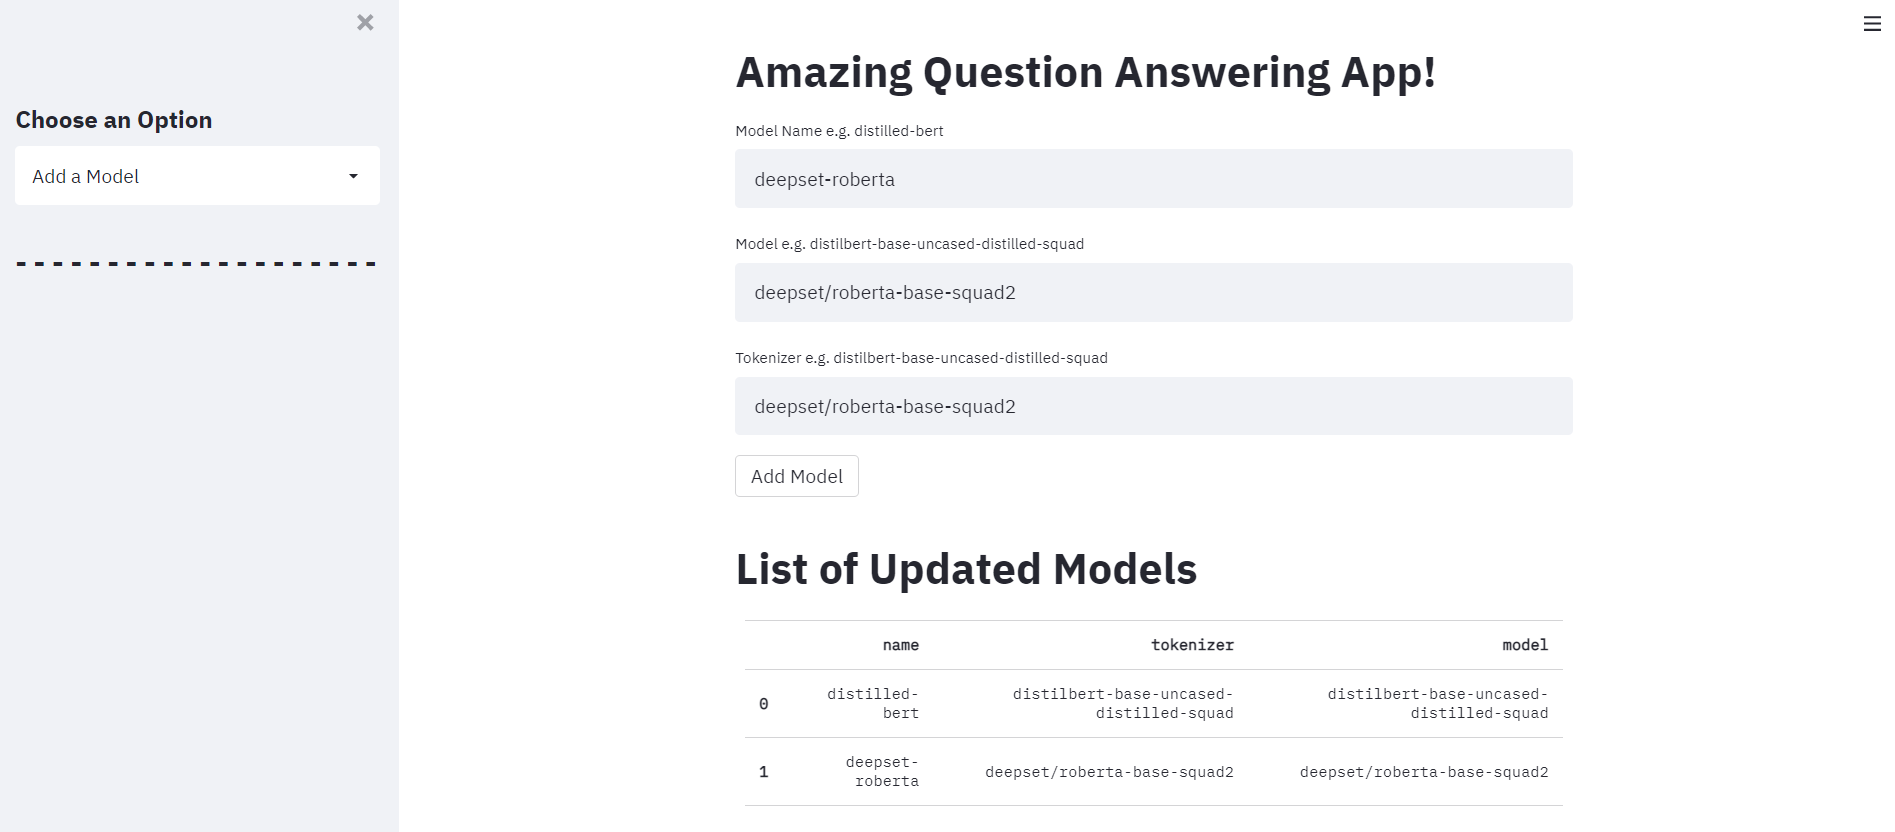 Choose an Option
Add a Model
- - - - - - - - - - - - - - - - - - - -
Amazing Question Answering App!
Model Name e.g. distilled-bert
deepset-roberta
Model e.g. distilbert-base-uncased-distilled-squad
deepset/roberta-base-squad2
Tokenizer e.g. distilbert-base-uncased-distilled-squad
deepset/roberta-base-squad2
Add Model
List of Updated Models
name tokenizer model
distilled- distilbert-base-uncased- distilbert-base-uncased-
0 bert distilled-squad distilled-squad
deepset-
1 roberta deepset/roberta-base-squad2 deepset/roberta-base-squad2